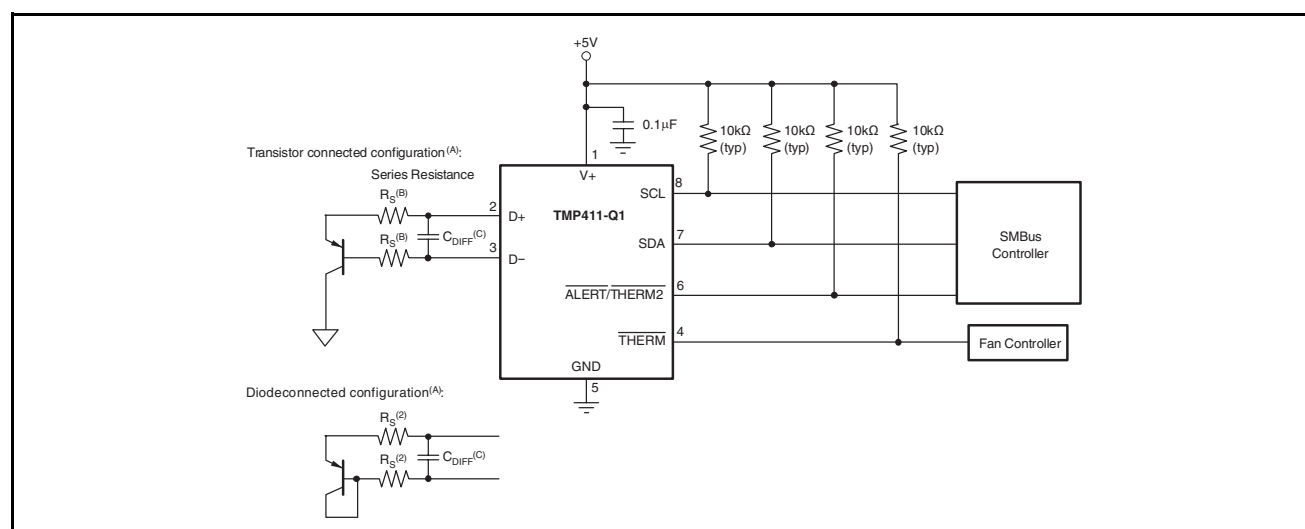 +5V
0.1μF
10kΩ
(typ)
10kΩ
(typ)
10kΩ
(typ)
10kΩ
(typ)
Transistor connected configuration(A):
Series Resistance
RS(B)
RS(B)
CDIFF(C)
1
V+
2
D+
3
D−
TMP411-Q1
SCL
8
SDA
7
ALERT/THERM2
6
THERM
4
GND
5
SMBus
Controller
Fan Controller
Diodeconnected configuration(A):
RS(2)
RS(2)
CDIFF(C)